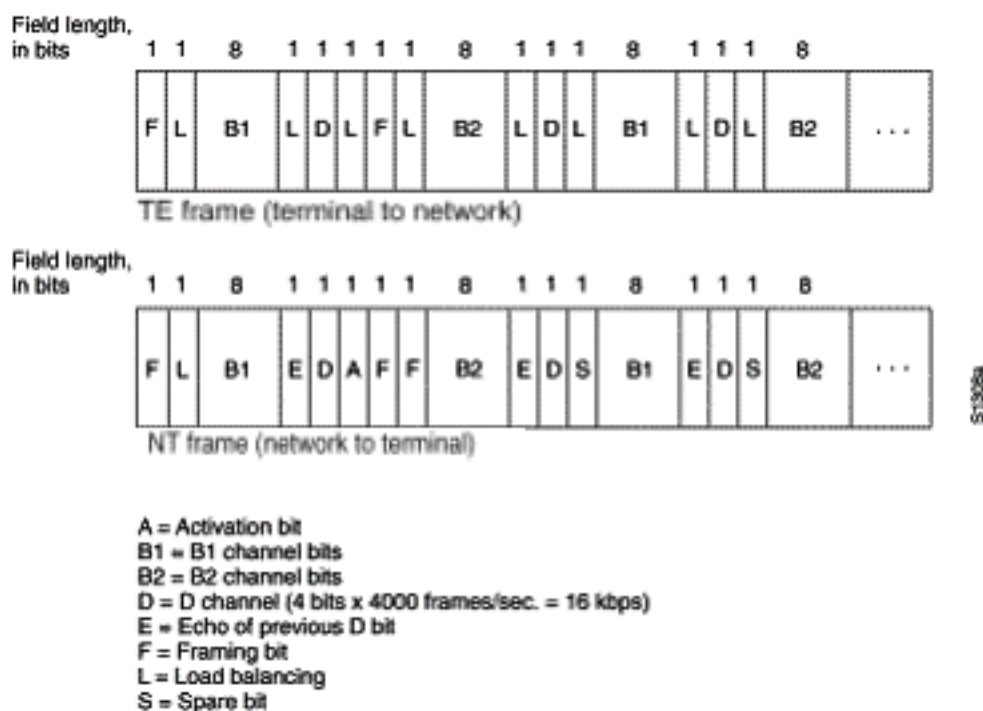 Field length,
in bits 1 1 8 1 1 1 1 1 8 1 1 1 8 1 1 1 8
F L B1 L D L F L B2 L D L B1 L D L B2 . . .
TE frame (terminal to network)
Field length,
in bits 1 1 8 1 1 1 1 1 8 1 1 1 8 1 1 1 8
F L B1 E D A F F B2 E D S B1 E D S B2 . . .
NT frame (network to terminal)
A = Activation bit
B1 = B1 channel bits
B2 = B2 channel bits
D = D channel (4 bits x 4000 frames/sec. = 16 kbps)
E = Echo of previous D bit
F = Framing bit
L = Load balancing
S = Spare bit